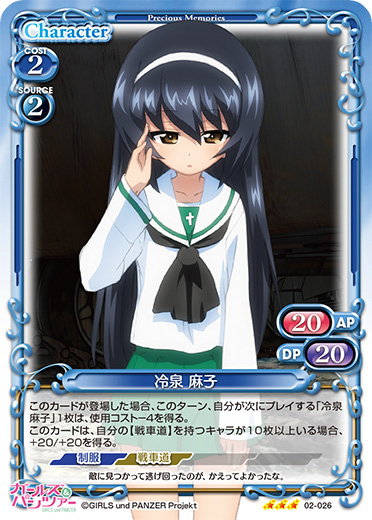 Precious Memories
Character
COST
2
SOURCE
2
20 AP
DP 20
冷泉 麻子
このカードが登場した場合、このターン、自分が次にプレイする「冷泉
麻子」1枚は、使用コスト－4を得る。
このカードは、自分の【戦車道】を持つキャラが10枚以上いる場合、
+20/+20を得る。
制服 戦車道
敵に見つかって逃げ回ったのが、かえってよかったな。
ガールズ&パンツァー
GIRLS und PANZER
©GIRLS und PANZER Projekt
02-026